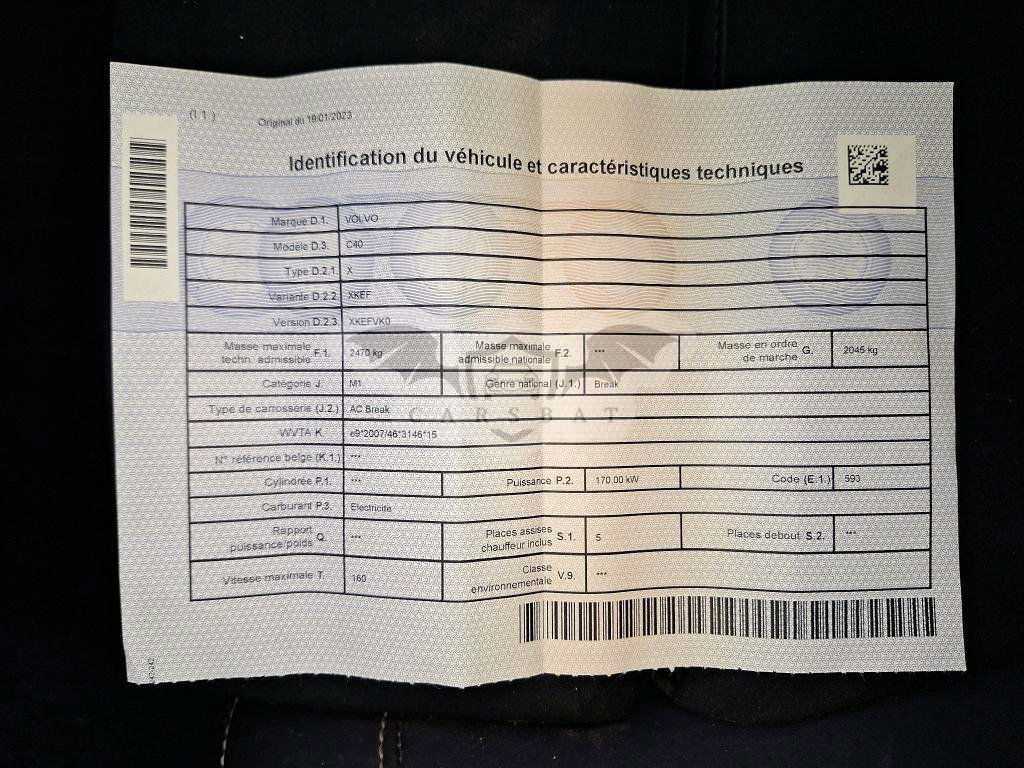 (I 1 )
Original du 19/01/2023
Identification du véhicule et caractéristiques techniques
Marque D.1. VOLVO
Modèle D.3. C40
Type D.2.1. X
Variante D.2.2. XKEF
Version D.2.3. XKEFVK0
Masse maximale techn. admissible F.1. 2470 kg Masse maximale admissible nationale F.2. *** Masse en ordre de marche G. 2045 kg
Catégorie J. M1 Genre national (J.1.) Break
Type de carrosserie (J.2.) AC Break
CARSBAT
WVTA K. e9*2007/46*3146*15
N° référence belge (K.1.) ***
Cylindrée P.1. *** Puissance P.2. 170,00 kW Code (E.1.) 593
Carburant P.3. Electricité
Rapport puissance/poids Q. *** Places assises chauffeur inclus S.1. 5 Places debout S.2. ***
Vitesse maximale T. 160 Classe environnementale V.9. ***